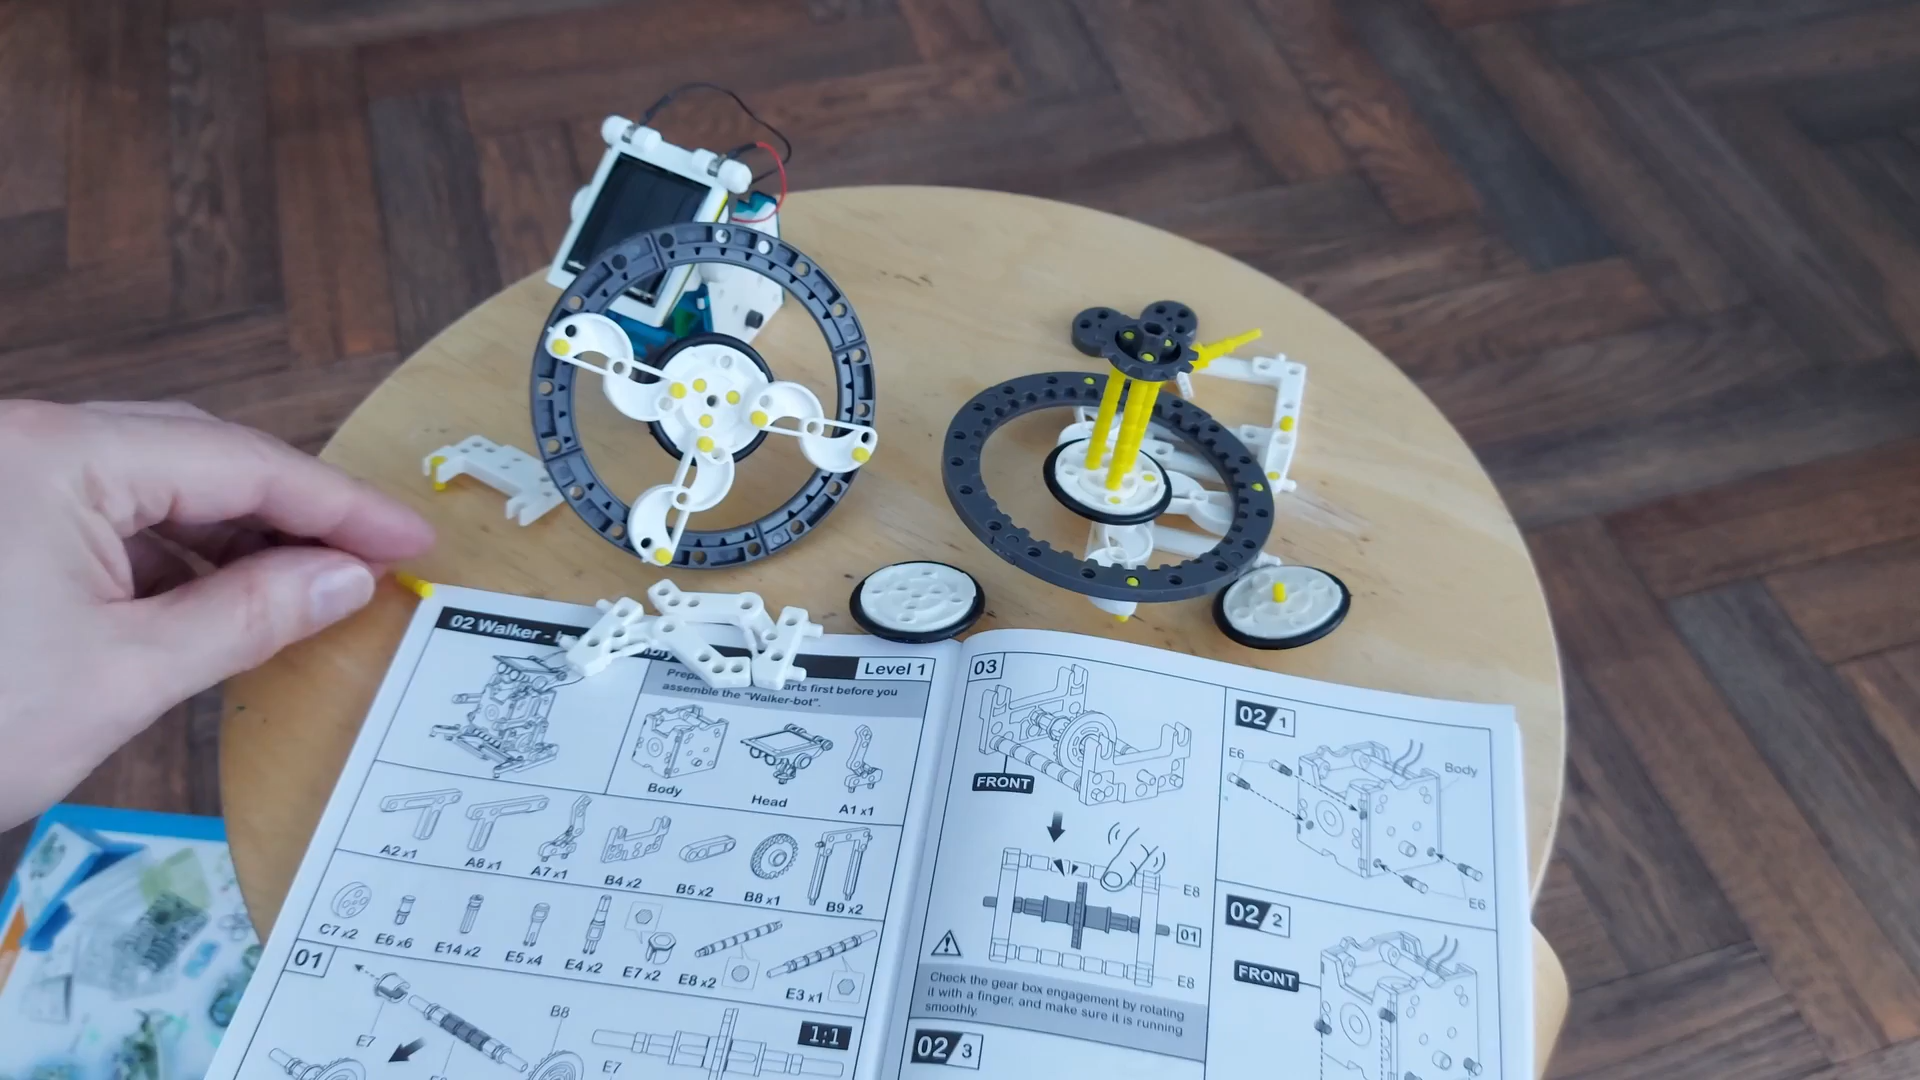 02 Walker -
Level 1
arts first before you
assemble the "Walker-bot".
Body
Head
A1 x1
A2 x1
A8 x1
A7 x1
B4 x2
B5 x2
B8 x1
B9 x2
C7 x2
E6 x6
E14 x2
E5 x4
E4 x2
E7 x2
E8 x2
E3 x1
01
E7
B8
E7
1:1
03
FRONT
E8
01
E8
Check the gear box engagement by rotating
it with a finger, and make sure it is running
smoothly.
02/3
02/1
E6
Body
E6
02/2
FRONT